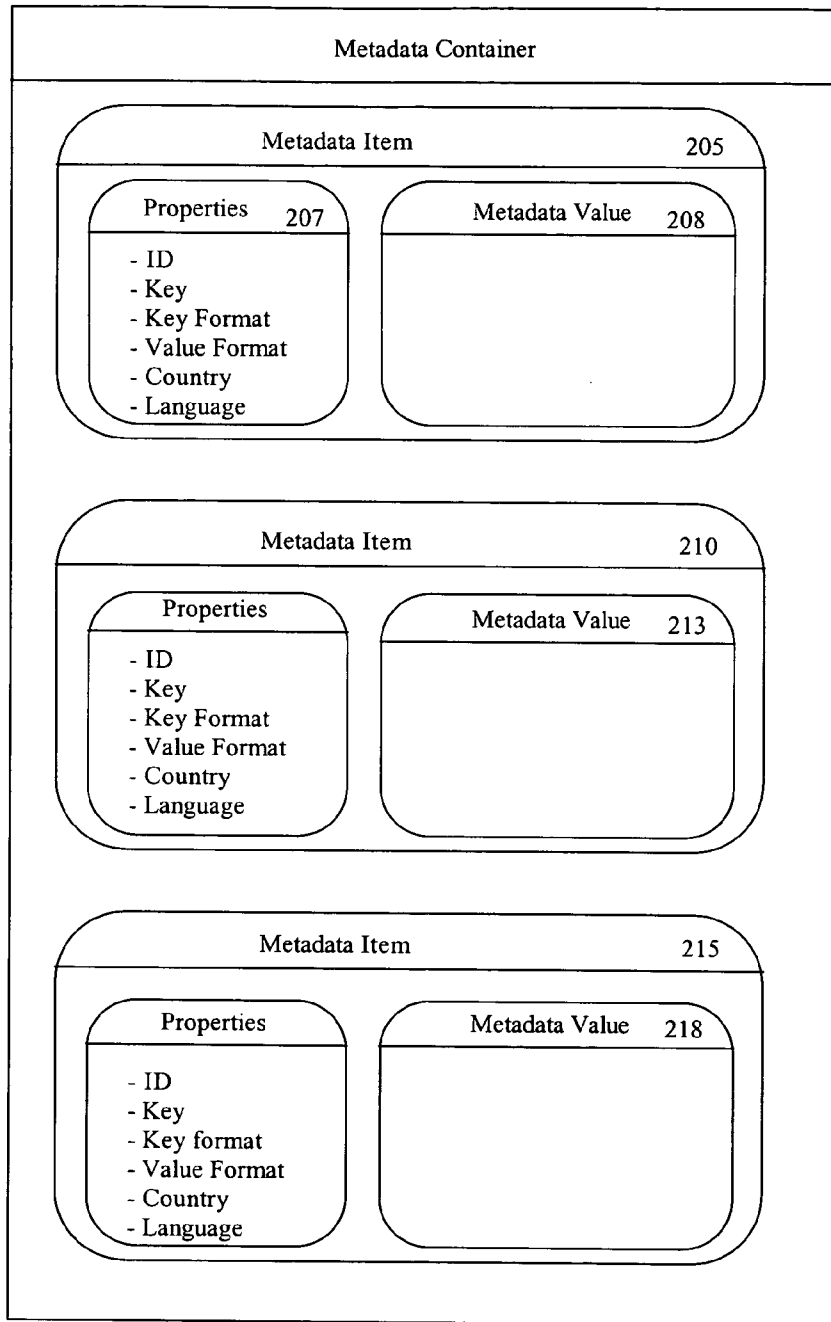 Metadata Container
Metadata Item 205
Properties 207
- ID
- Key
- Key Format
- Value Format
- Country
- Language
Metadata Value 208
Metadata Item 210
Properties
- ID
- Key
- Key Format
- Value Format
- Country
- Language
Metadata Value 213
Metadata Item 215
Properties
- ID
- Key
- Key format
- Value Format
- Country
- Language
Metadata Value 218